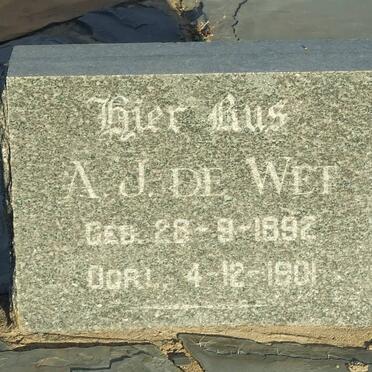 Hier Rus
A. J. DE WET
GEB. 28-9-1892
OORL. 4-12-1901